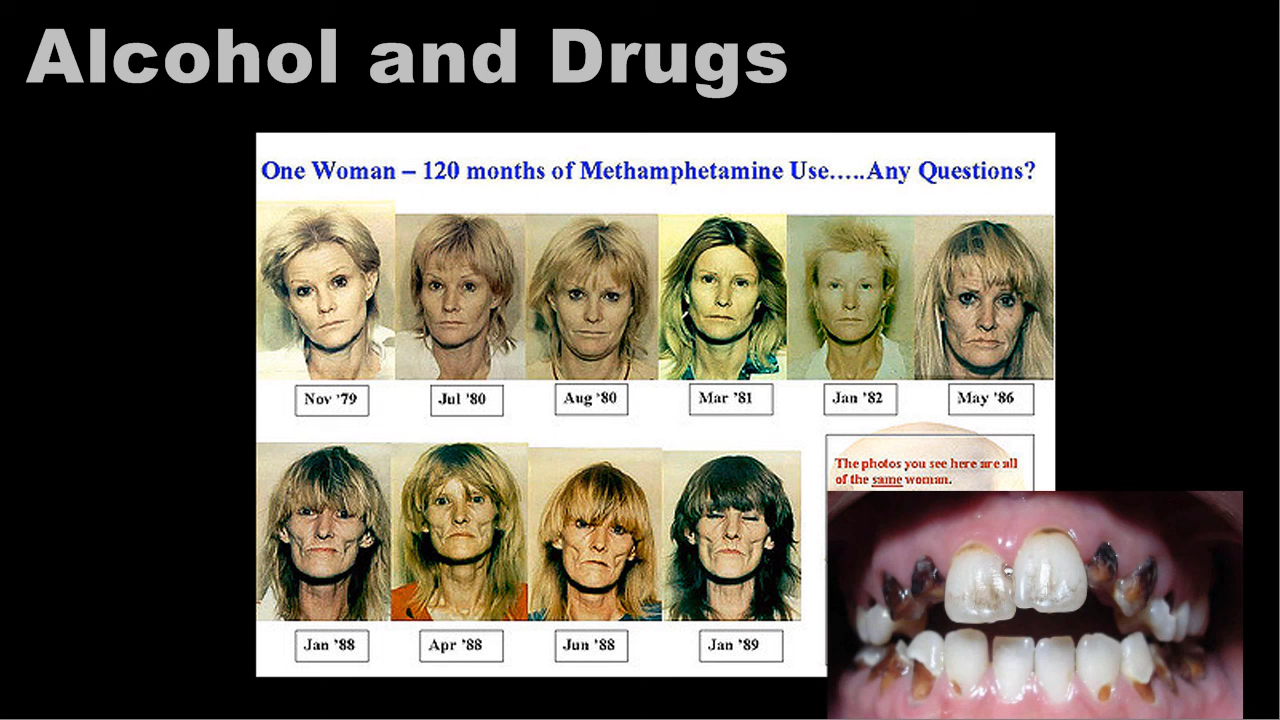 Alcohol and Drugs
One Woman – 120 months of Methamphetamine Use…..Any Questions?
Nov '79
Jul '80
Aug '80
Mar '81
Jan '82
May '86
The photos you see here are all
of the same woman.
Jan '88
Apr '88
Jun '88
Jan '89